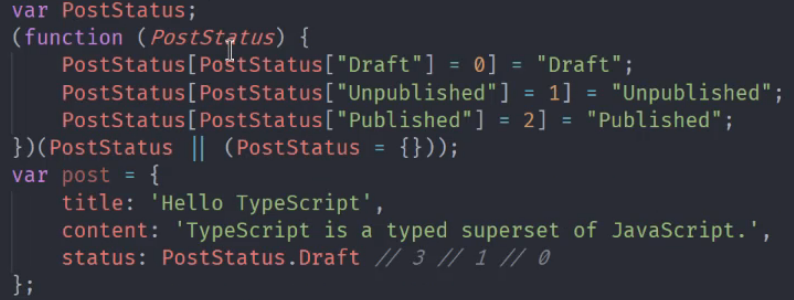 var PostStatus;
(function (PostStatus) {
    PostStatus[PostStatus["Draft"] = 0] = "Draft";
    PostStatus[PostStatus["Unpublished"] = 1] = "Unpublished";
    PostStatus[PostStatus["Published"] = 2] = "Published";
})(PostStatus || (PostStatus = {}));
var post = {
    title: 'Hello TypeScript',
    content: 'TypeScript is a typed superset of JavaScript.',
    status: PostStatus.Draft // 3 // 1 // 0
};